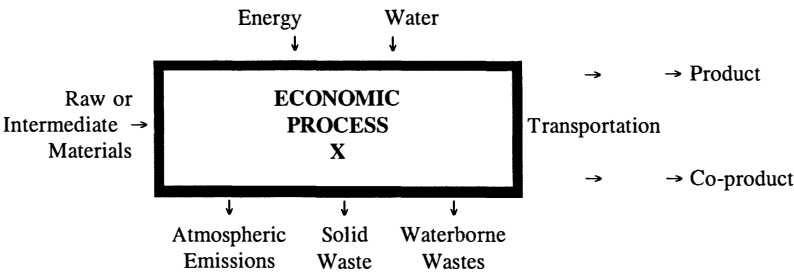 Energy Water
↓ ↓
→ → Product
Raw or
Intermediate →
Materials
ECONOMIC
PROCESS
X
Transportation
→ → Co-product
↓ ↓ ↓
Atmospheric Solid Waterborne
Emissions Waste Wastes